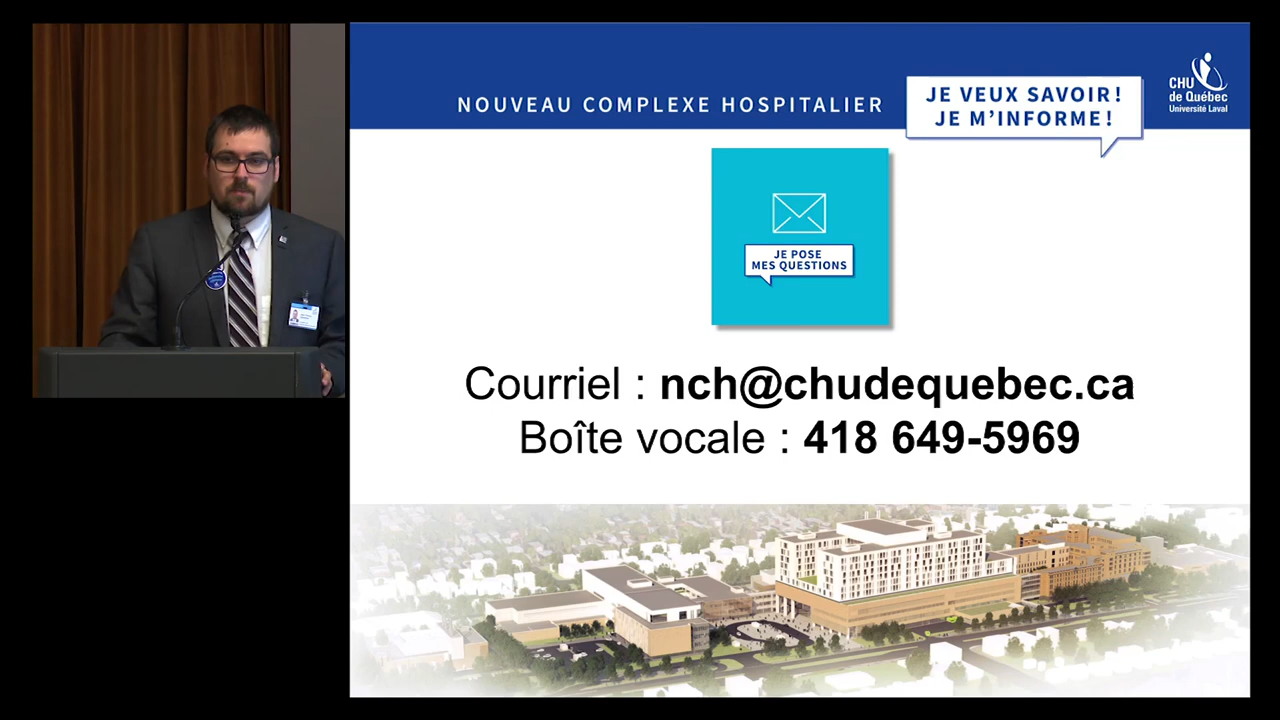 NOUVEAU COMPLEXE HOSPITALIER
JE VEUX SAVOIR!
JE M'INFORME!
CHU
de Québec
Université Laval
JE POSE
MES QUESTIONS
Courriel : nch@chudequebec.ca
Boîte vocale : 418 649-5969